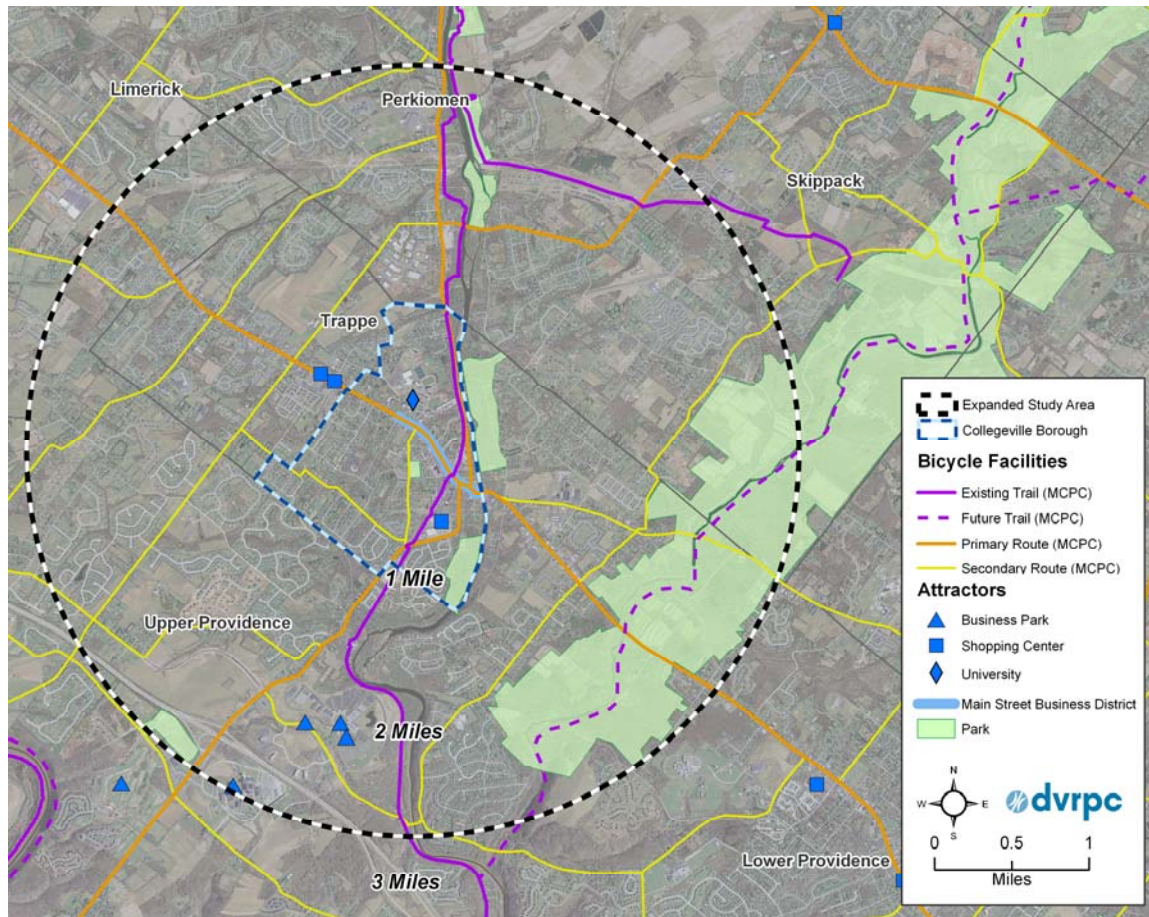 Limerick
Perkiomen
Skippack
Trappe
1 Mile
Upper Providence
2 Miles
3 Miles
Lower Providence
Expanded Study Area
Collegeville Borough
Bicycle Facilities
Existing Trail (MCPC)
Future Trail (MCPC)
Primary Route (MCPC)
Secondary Route (MCPC)
Attractors
Business Park
Shopping Center
University
Main Street Business District
Park
N
W E
S
dvrpc
0 0.5 1
Miles